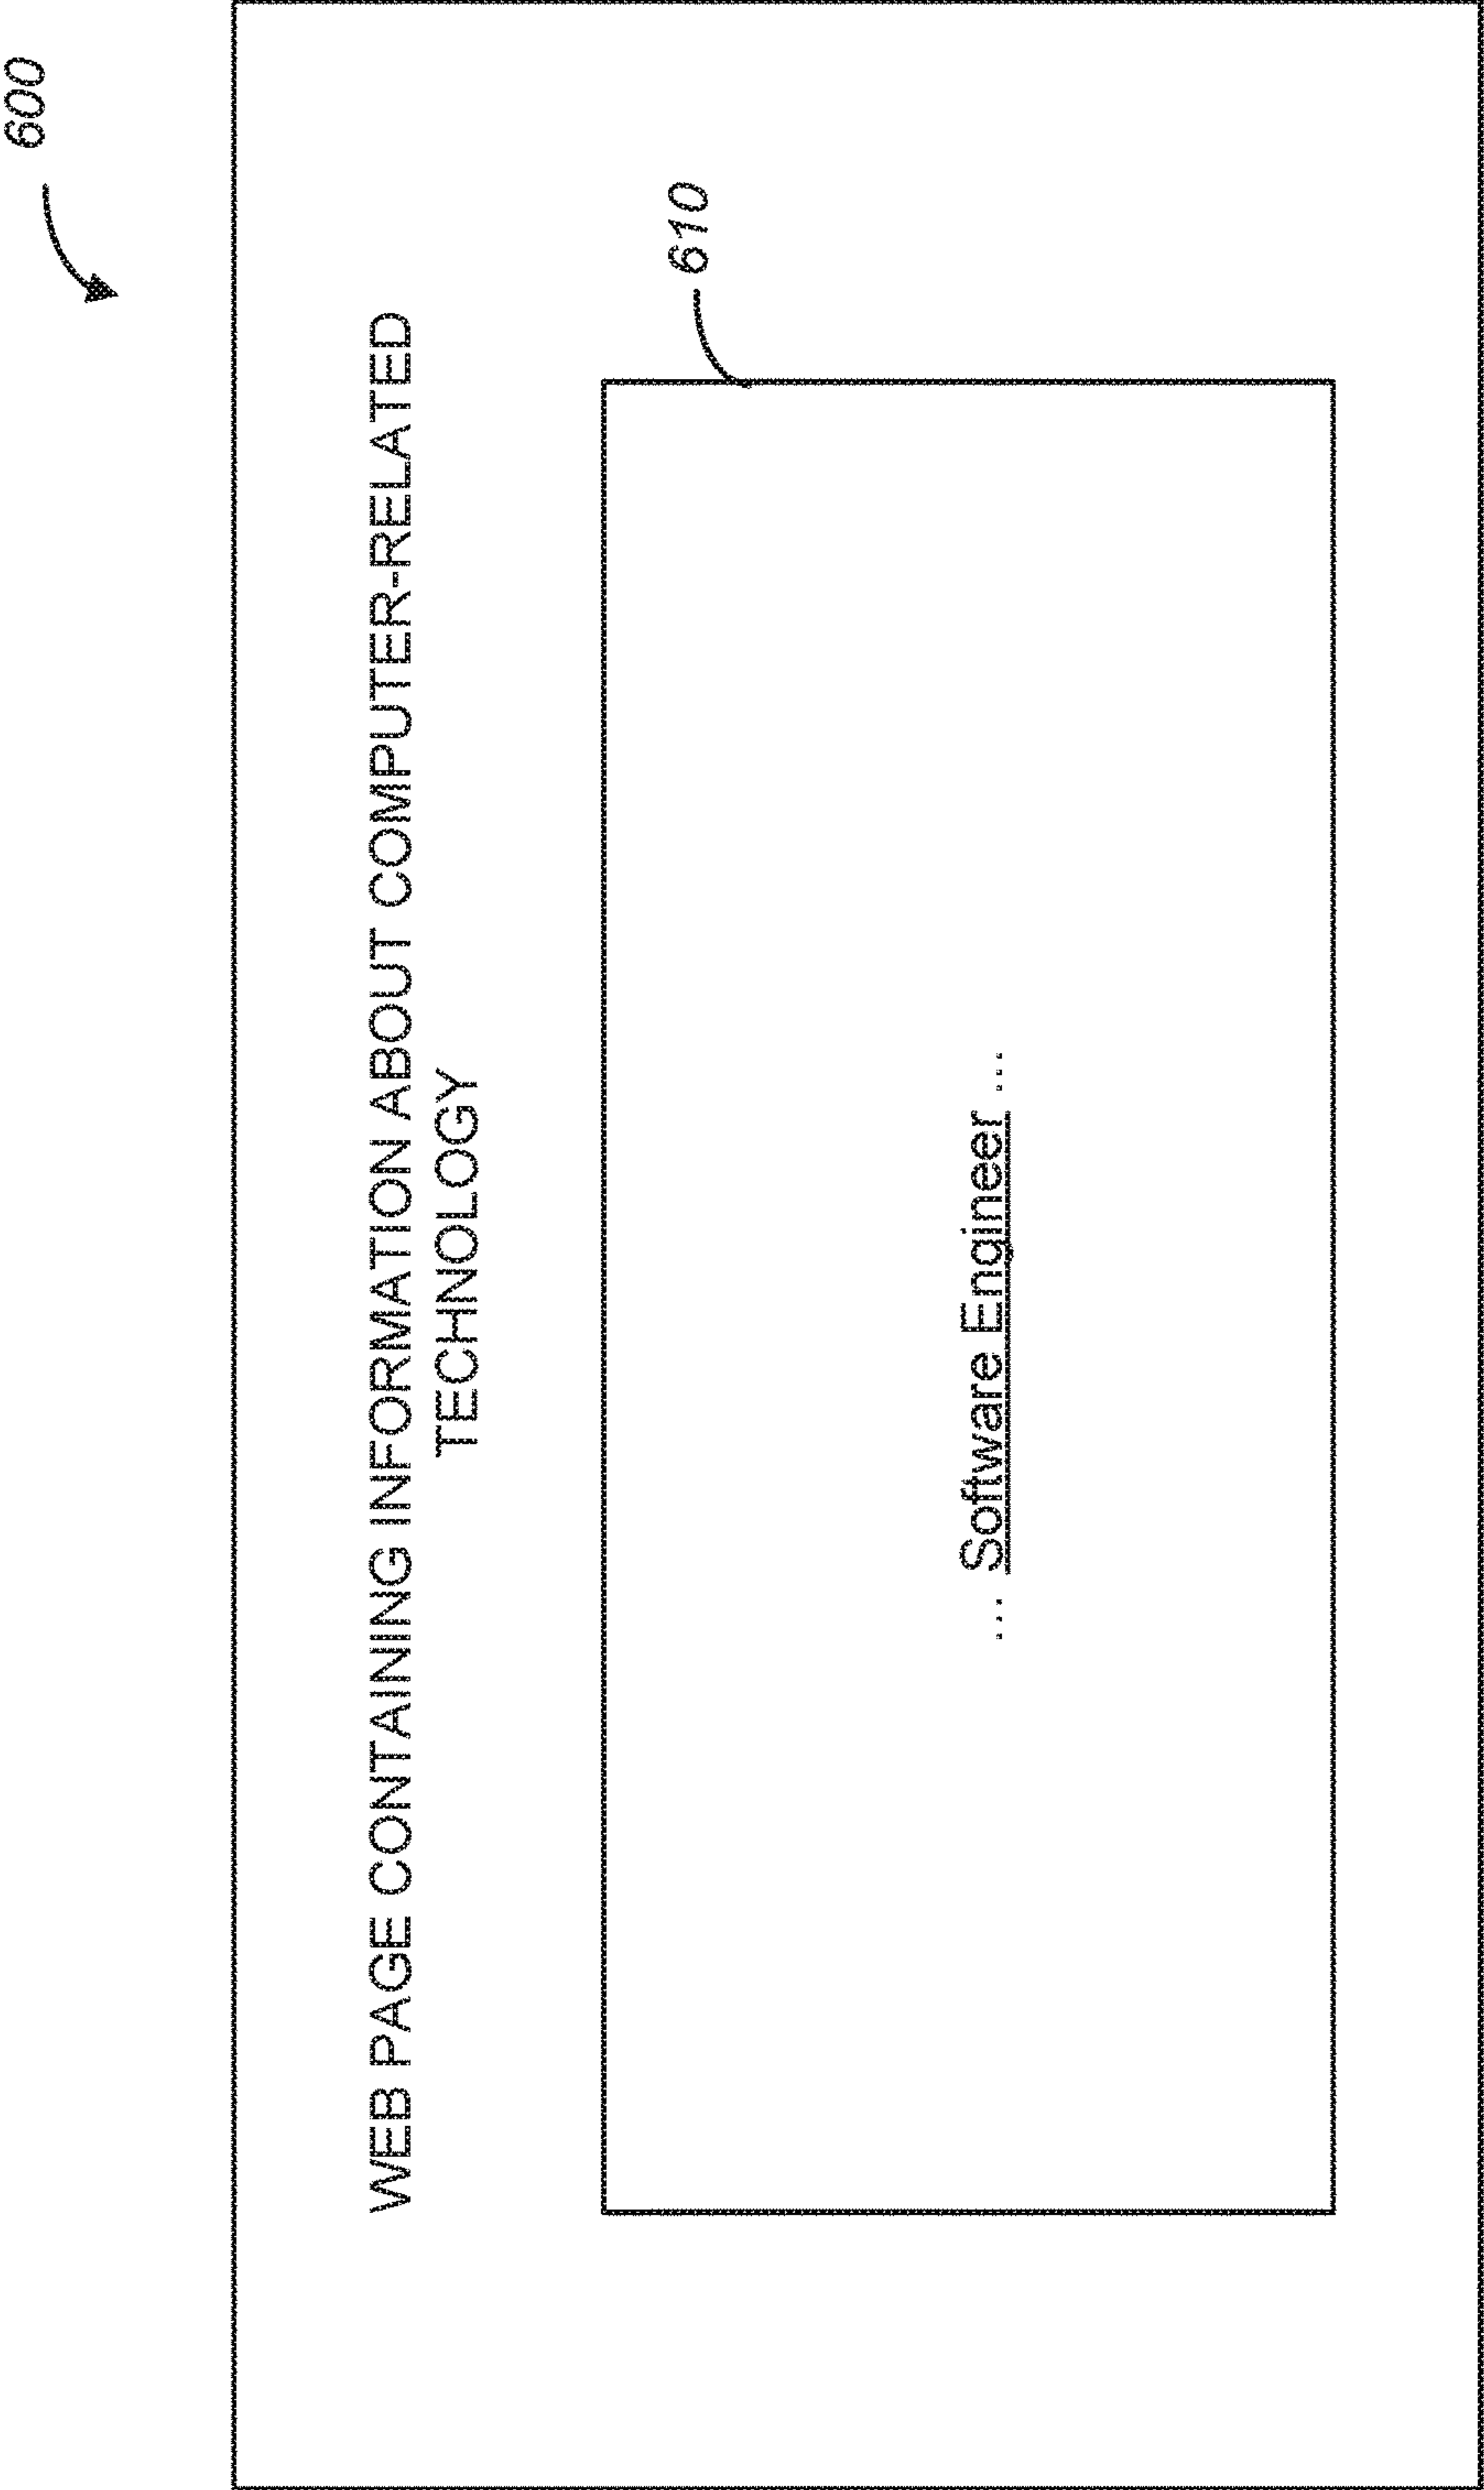 600
WEB PAGE CONTAINING INFORMATION ABOUT COMPUTER-RELATED
TECHNOLOGY
610
... Software Engineer ...